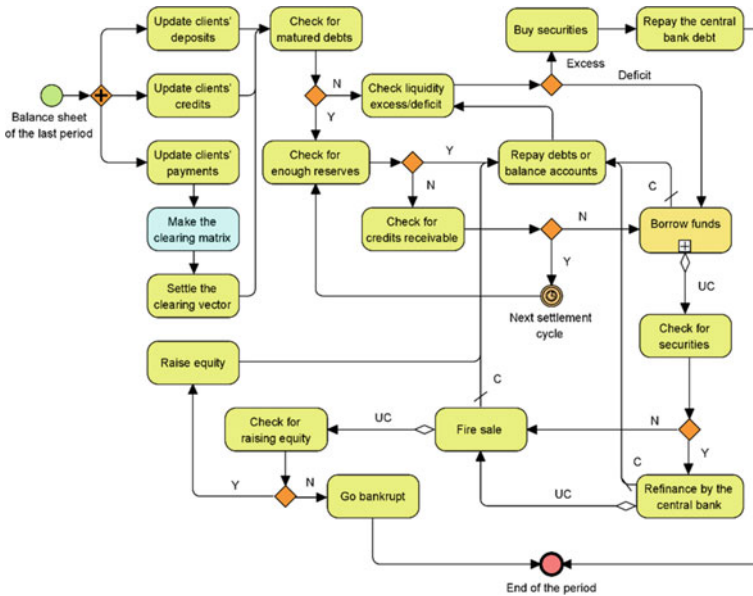 Update clients'
deposits
Check for
matured debts
Buy securities
Repay the central
bank debt
Excess
Deficit
Balance sheet
of the last period
Update clients'
credits
N
Check liquidity
excess/deficit
Y
Update clients'
payments
Check for
enough reserves
Y
Repay debts or
balance accounts
C
N
Make the
clearing matrix
Check for
credits receivable
N
Borrow funds
Y
Settle the
clearing vector
UC
Next settlement
cycle
Check for
securities
Raise equity
C
Check for
raising equity
UC
Fire sale
N
Y
C
Y
N
Go bankrupt
UC
Refinance by the
central bank
End of the period